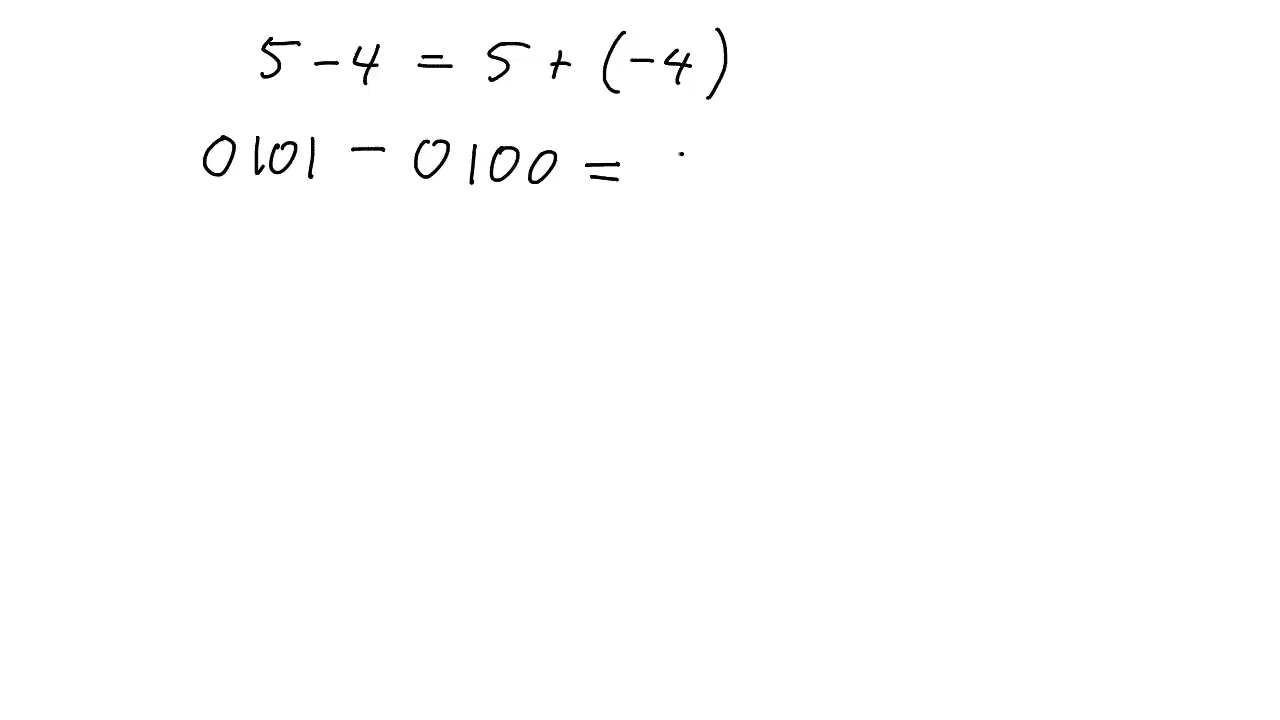 5 - 4 = 5 + (-4)
0101 - 0100 =